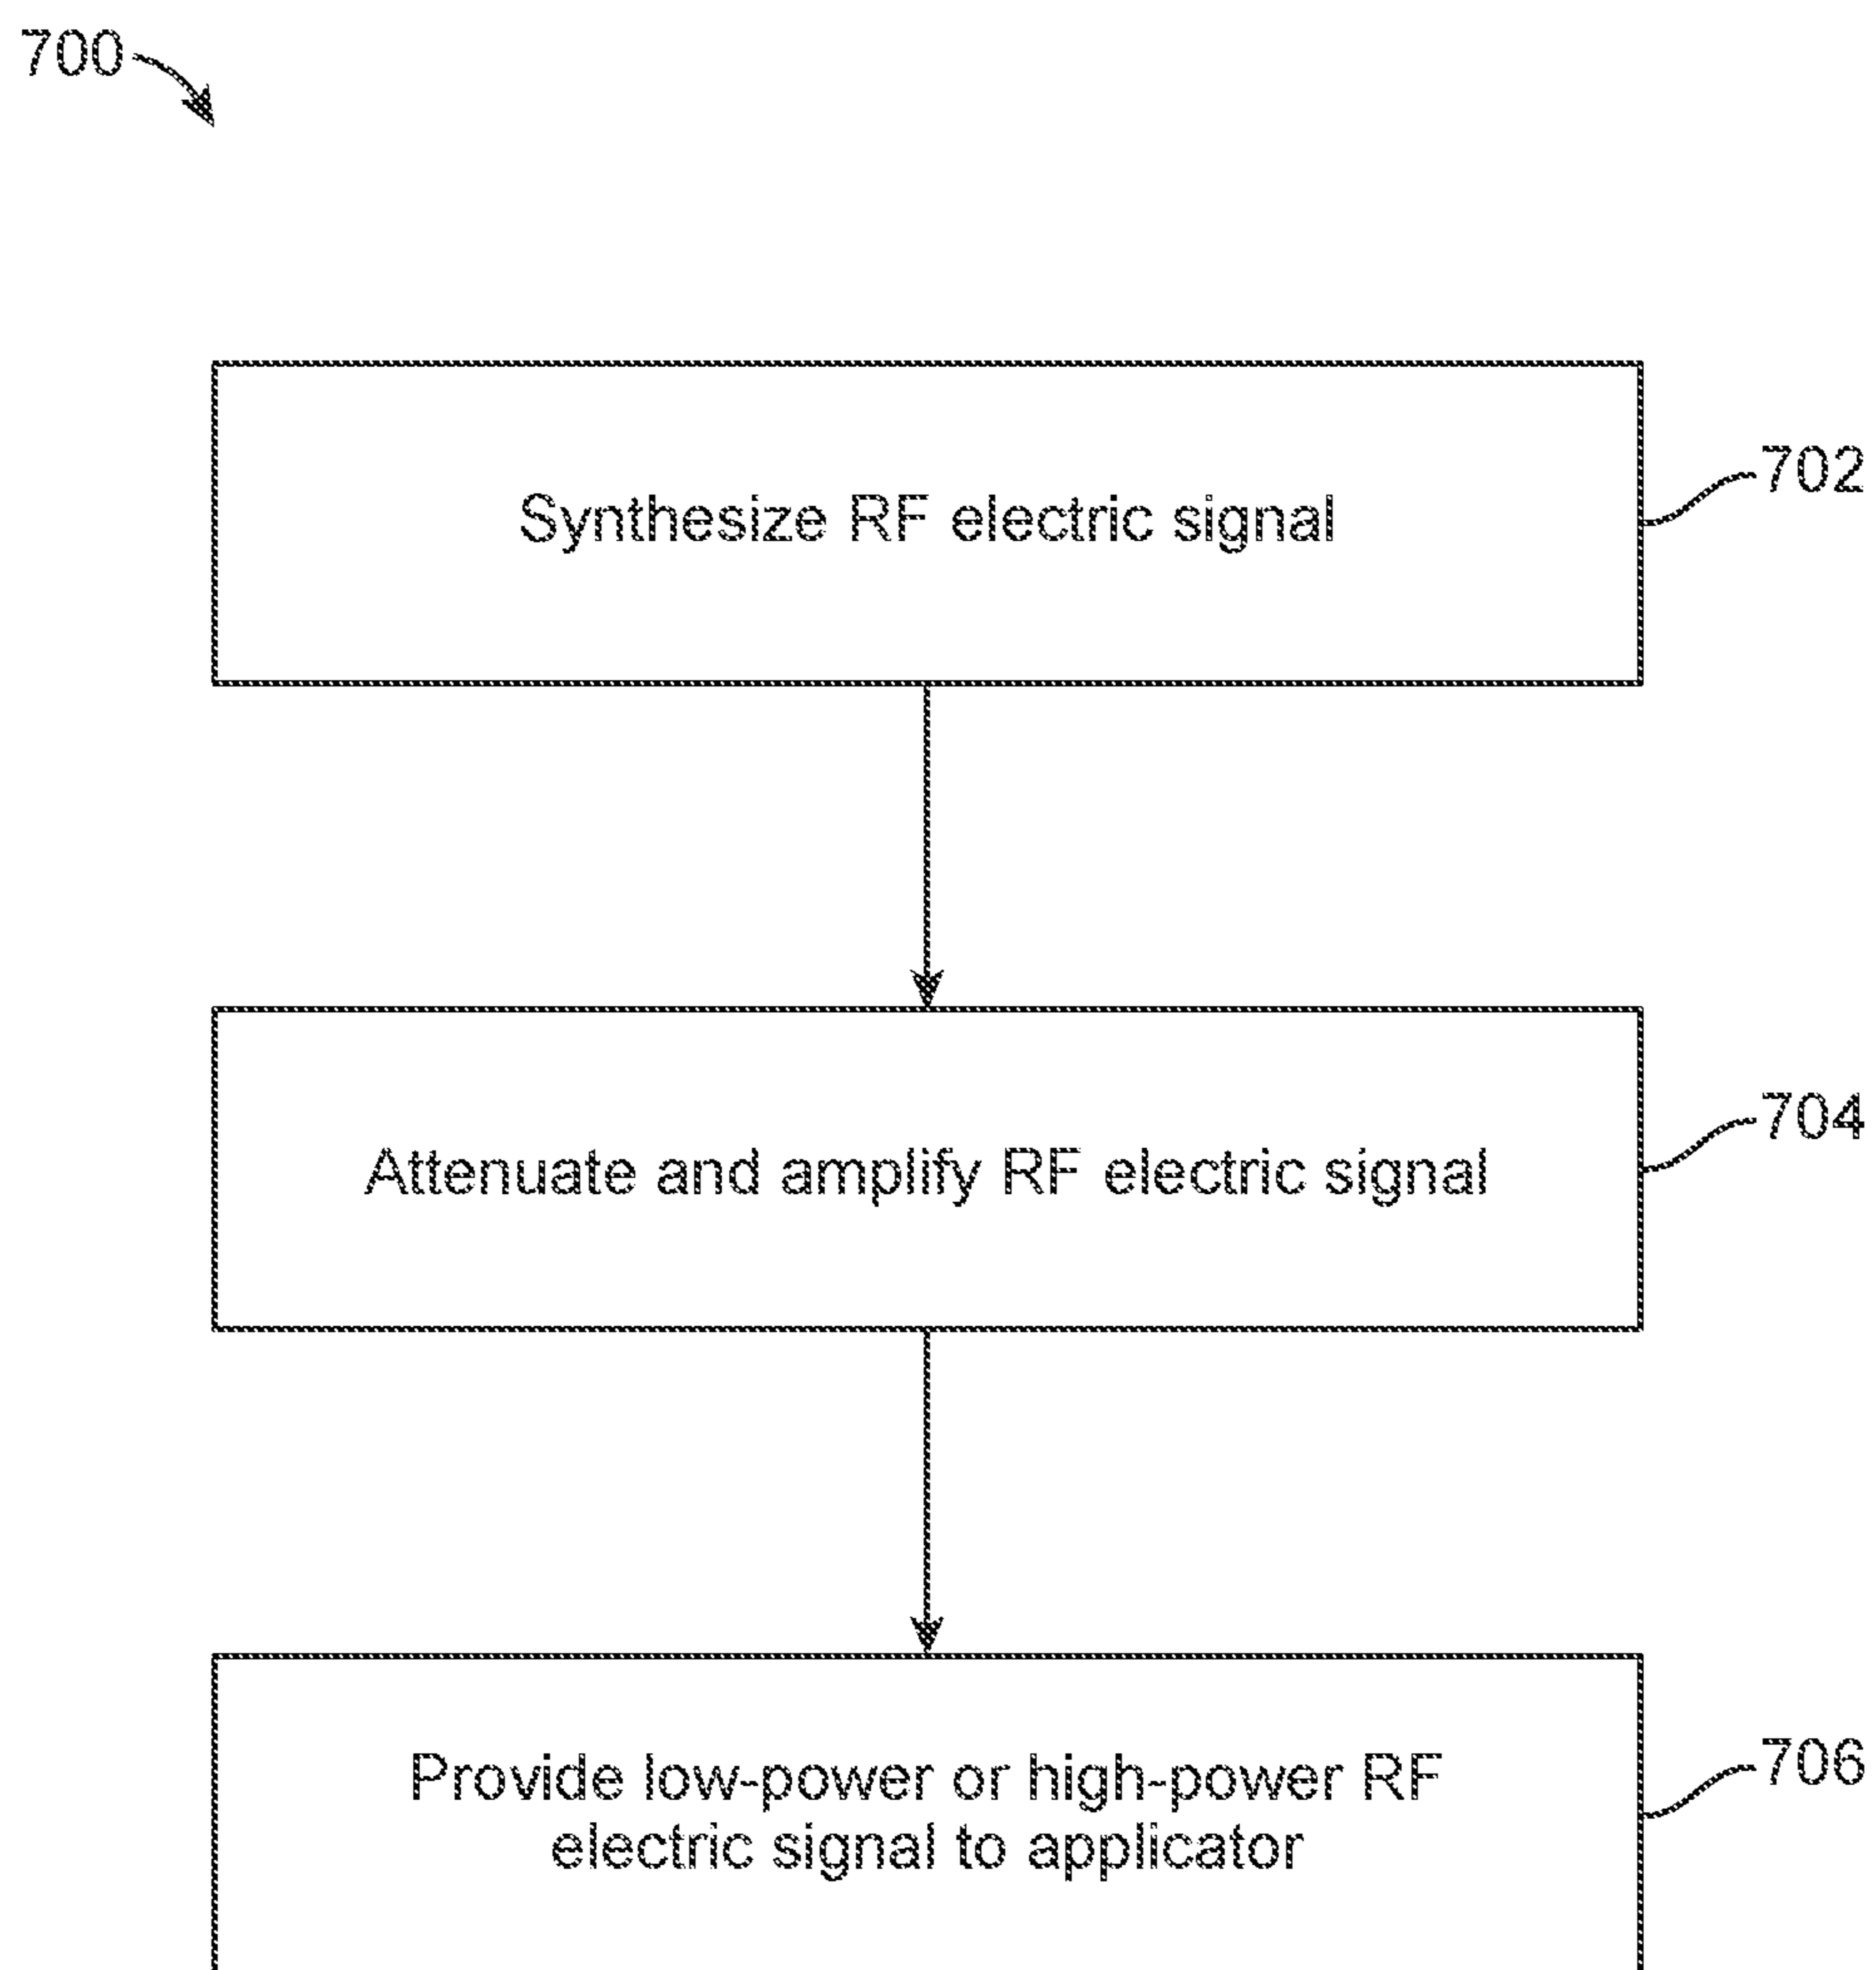 700
Synthesize RF electric signal
702
Attenuate and amplify RF electric signal
704
Provide low-power or high-power RF
electric signal to applicator
706